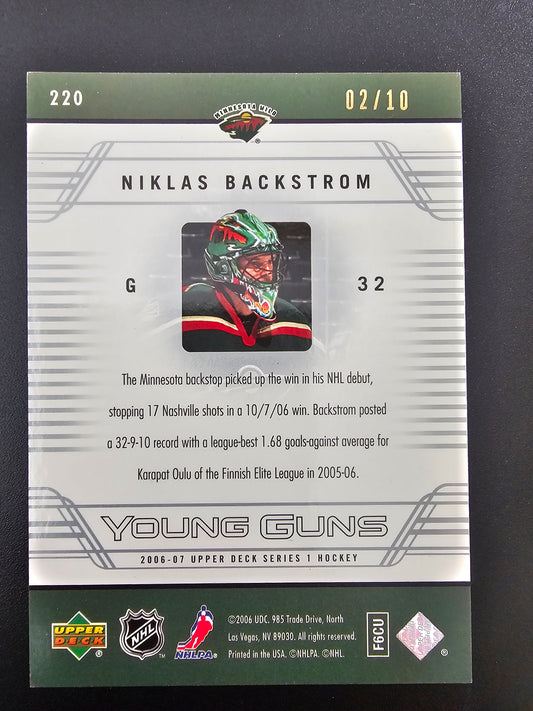 220
02/10
MINNESOTA WILD
®
NIKLAS BACKSTROM
G
32
The Minnesota backstop picked up the win in his NHL debut,
stopping 17 Nashville shots in a 10/7/06 win. Backstrom posted
a 32-9-10 record with a league-best 1.68 goals-against average for
Karapat Oulu of the Finnish Elite League in 2005-06.
YOUNG GUNS
2006-07 UPPER DECK SERIES 1 HOCKEY
UPPER
DECK
®
NHL
™
NHLPA®
©2006 UDC. 985 Trade Drive, North
Las Vegas, NV 89030. All rights reserved.
Printed in the USA. ©NHLPA. ©NHL.
F6CU